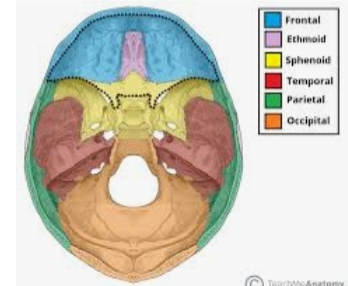 Frontal
Ethmoid
Sphenoid
Temporal
Parietal
Occipital
© TeachMeAnatomy